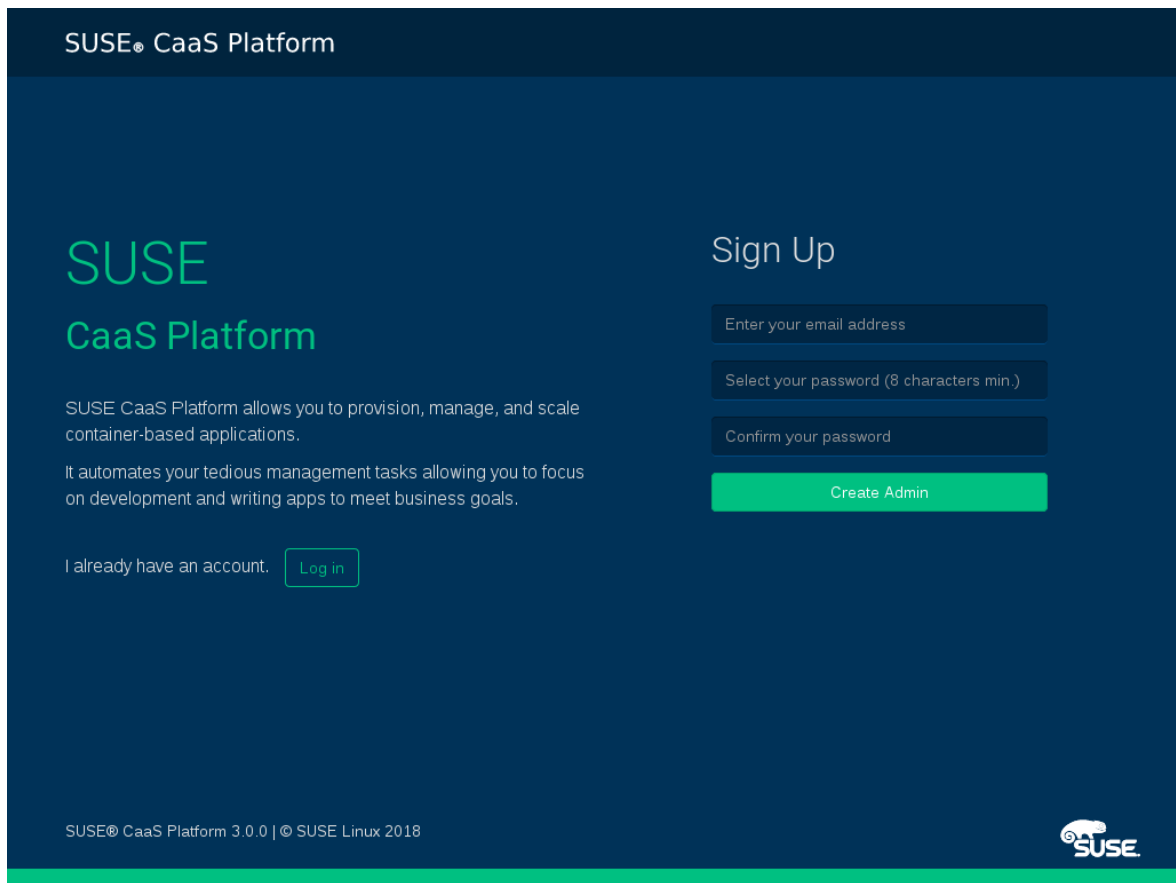 SUSE® CaaS Platform
SUSE
CaaS Platform
SUSE CaaS Platform allows you to provision, manage, and scale
container-based applications.
It automates your tedious management tasks allowing you to focus
on development and writing apps to meet business goals.
I already have an account. Log in
Sign Up
Enter your email address
Select your password (8 characters min.)
Confirm your password
Create Admin
SUSE® CaaS Platform 3.0.0 | © SUSE Linux 2018
SUSE.